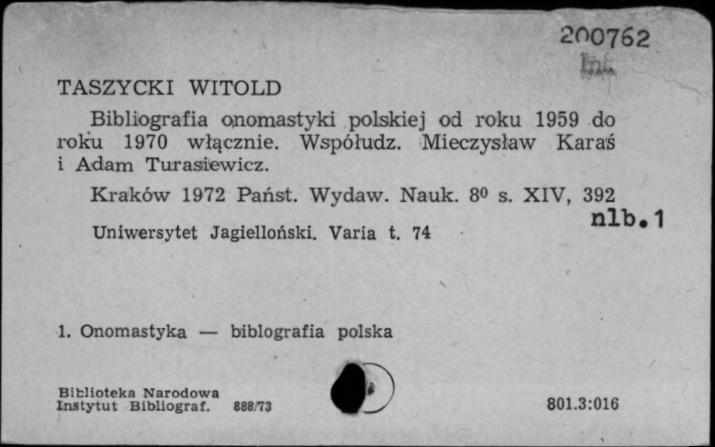 200762
Inf.
TASZYCKI WITOLD
Bibliografia onomastyki polskiej od roku 1959 do
roku 1970 włącznie. Współudz. Mieczysław Karaś
i Adam Turasiewicz.
Kraków 1972 Państ. Wydaw. Nauk. 8⁰ s. XIV, 392
nlb.1
Uniwersytet Jagielloński. Varia t. 74
1. Onomastyka — biblografia polska
Biblioteka Narodowa
Instytut Bibliograf. 888/73
801.3:016